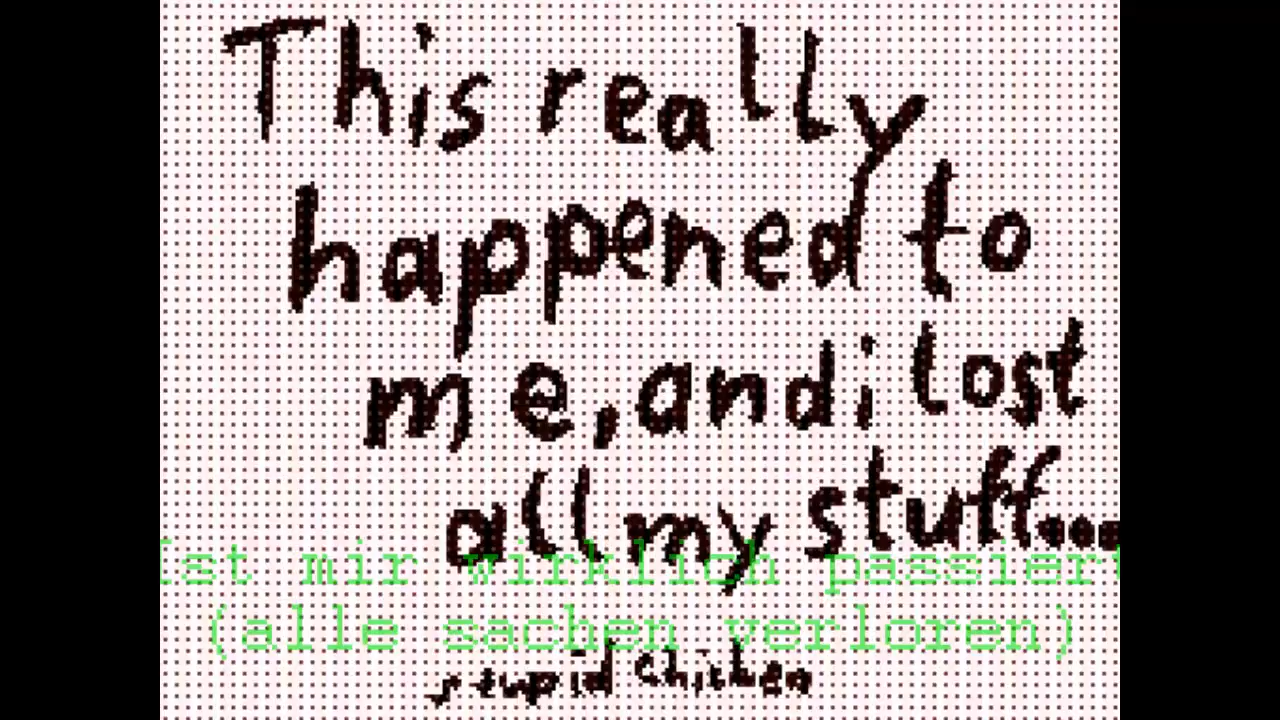 This really
happened to
me, and i lost
all my stuff....
ist mir wirklich passiert
(alle sachen verloren)
stupid chicken